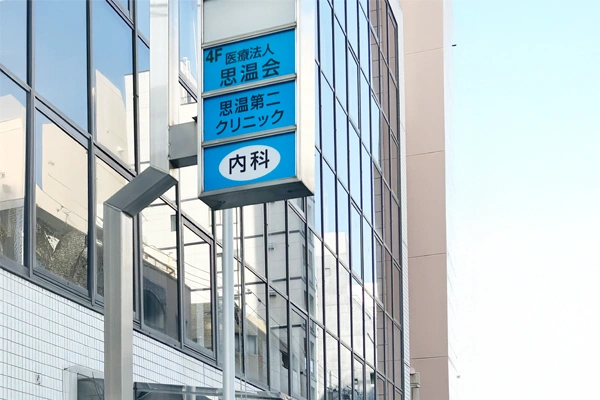 4F 医療法人
思温会
思温第二
クリニック
内科